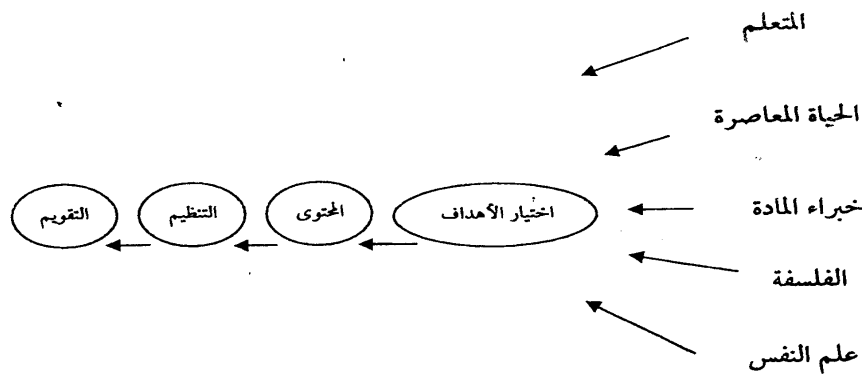 المتعلم
الحياة المعاصرة
خبراء المادة
الفلسفة
علم النفس
اختيار الأهداف
المحتوى
التنظيم
التقويم